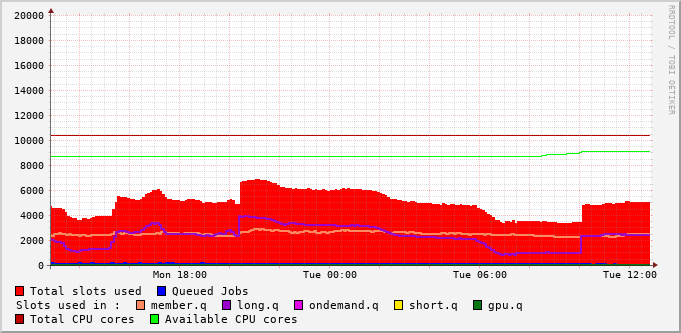 RRDTOOL / TOBI OETIKER
20000
18000
16000
14000
12000
10000
8000
6000
4000
2000
0
Mon 18:00 Tue 00:00 Tue 06:00 Tue 12:00
Total slots used Queued Jobs
Slots used in : member.q long.q ondemand.q short.q gpu.q
Total CPU cores Available CPU cores